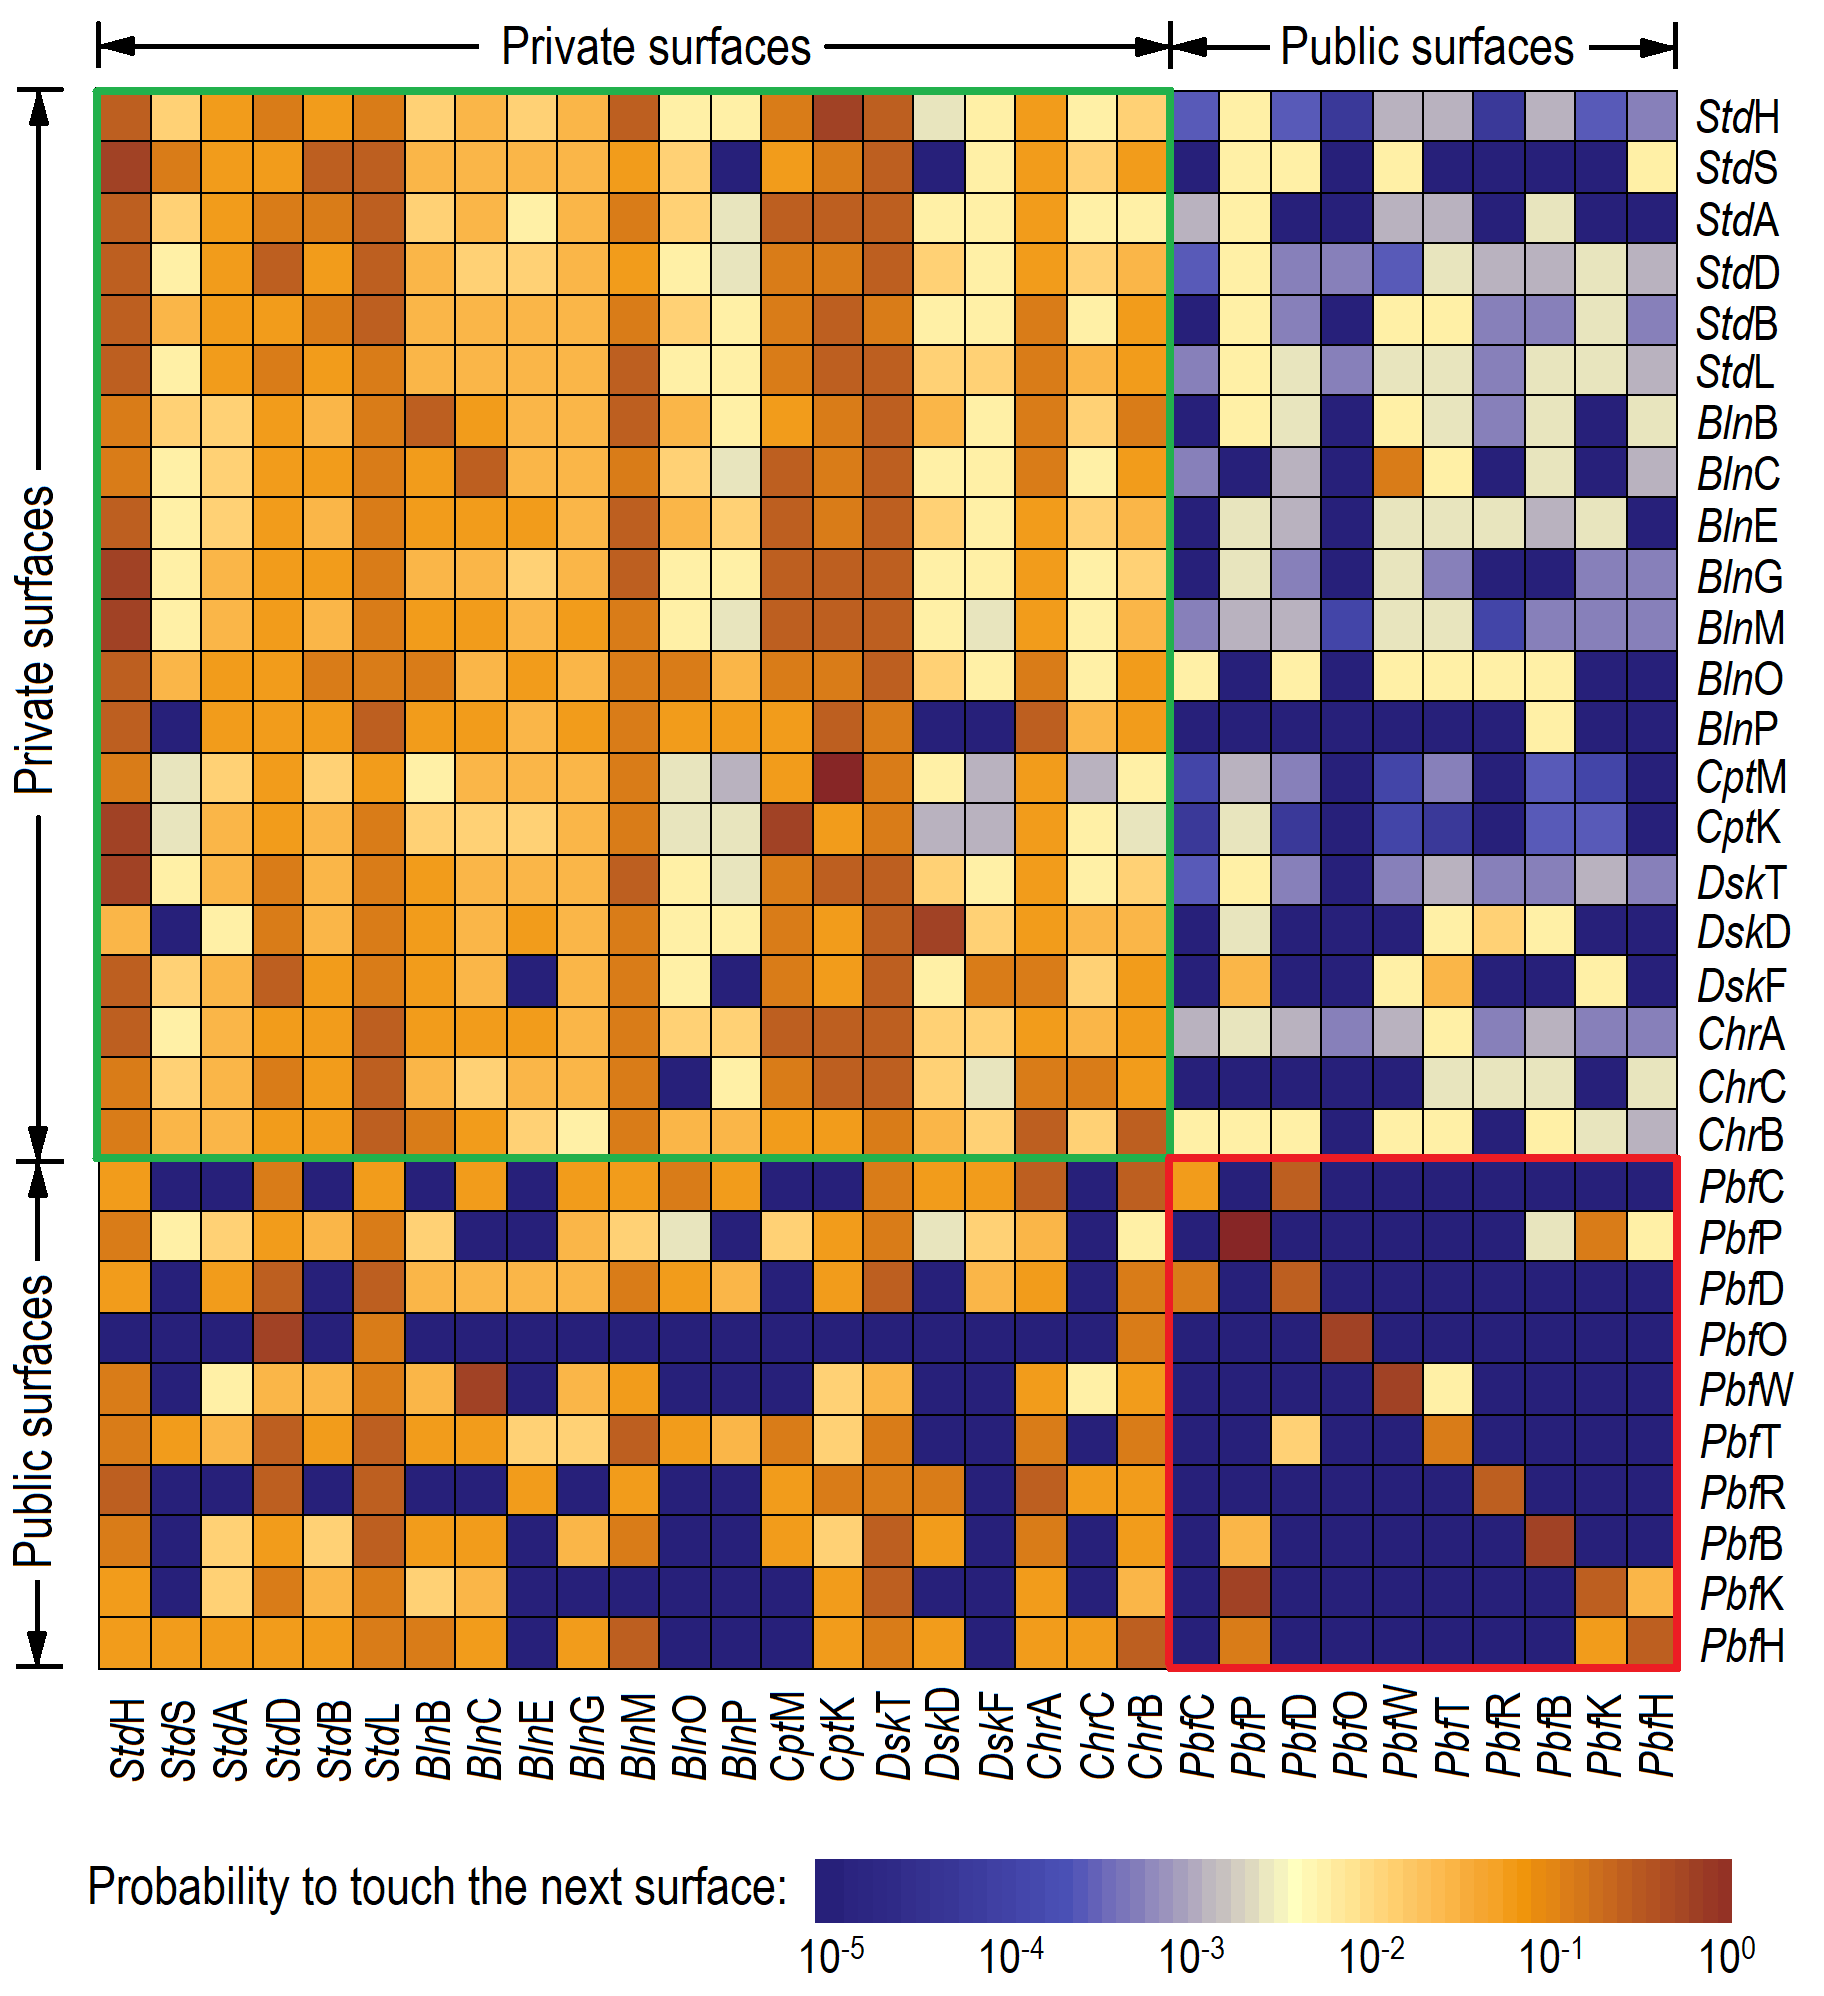 Private surfaces
Public surfaces
Private surfaces
Public surfaces
StdH
StdS
StdA
StdD
StdB
StdL
BlnB
BlnC
BlnE
BlnG
BlnM
BlnO
BlnP
CptM
CptK
DskT
DskD
DskF
ChrA
ChrC
ChrB
PbfC
PbfP
PbfD
PbfO
PbfW
PbfT
PbfR
PbfB
PbfK
PbfH
StdH
StdS
StdA
StdD
StdB
StdL
BlnB
BlnC
BlnE
BlnG
BlnM
BlnO
BlnP
CptM
CptK
DskT
DskD
DskF
ChrA
ChrC
ChrB
PbfC
PbfP
PbfD
PbfO
PbfW
PbfT
PbfR
PbfB
PbfK
PbfH
Probability to touch the next surface:
10⁻⁵ 10⁻⁴ 10⁻³ 10⁻² 10⁻¹ 10⁰